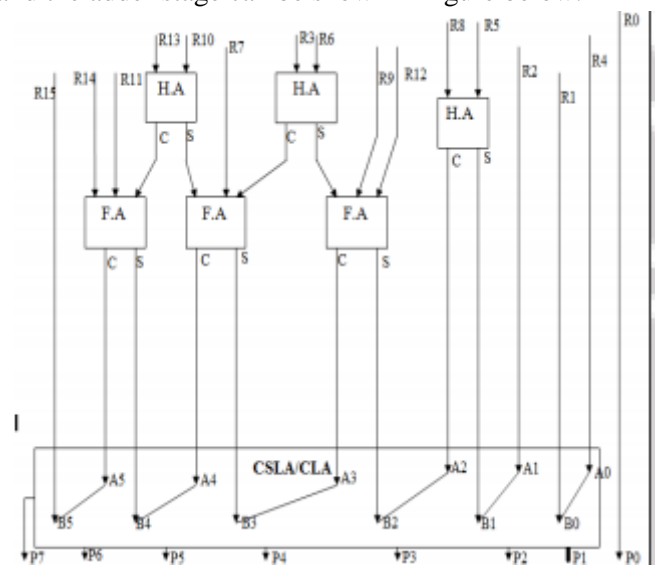 R0
R8 R5
R13 R10 R3 R6
R7 R4
R14 R11 R9 R12 R2
R15 R1
H.A H.A H.A
C S C S C S
F.A F.A F.A
C S C S C S
CSLA/CLA
A5 A4 A3 A2 A1 A0
B5 B4 B3 B2 B1 B0
P7 P6 P5 P4 P3 P2 P1 P0